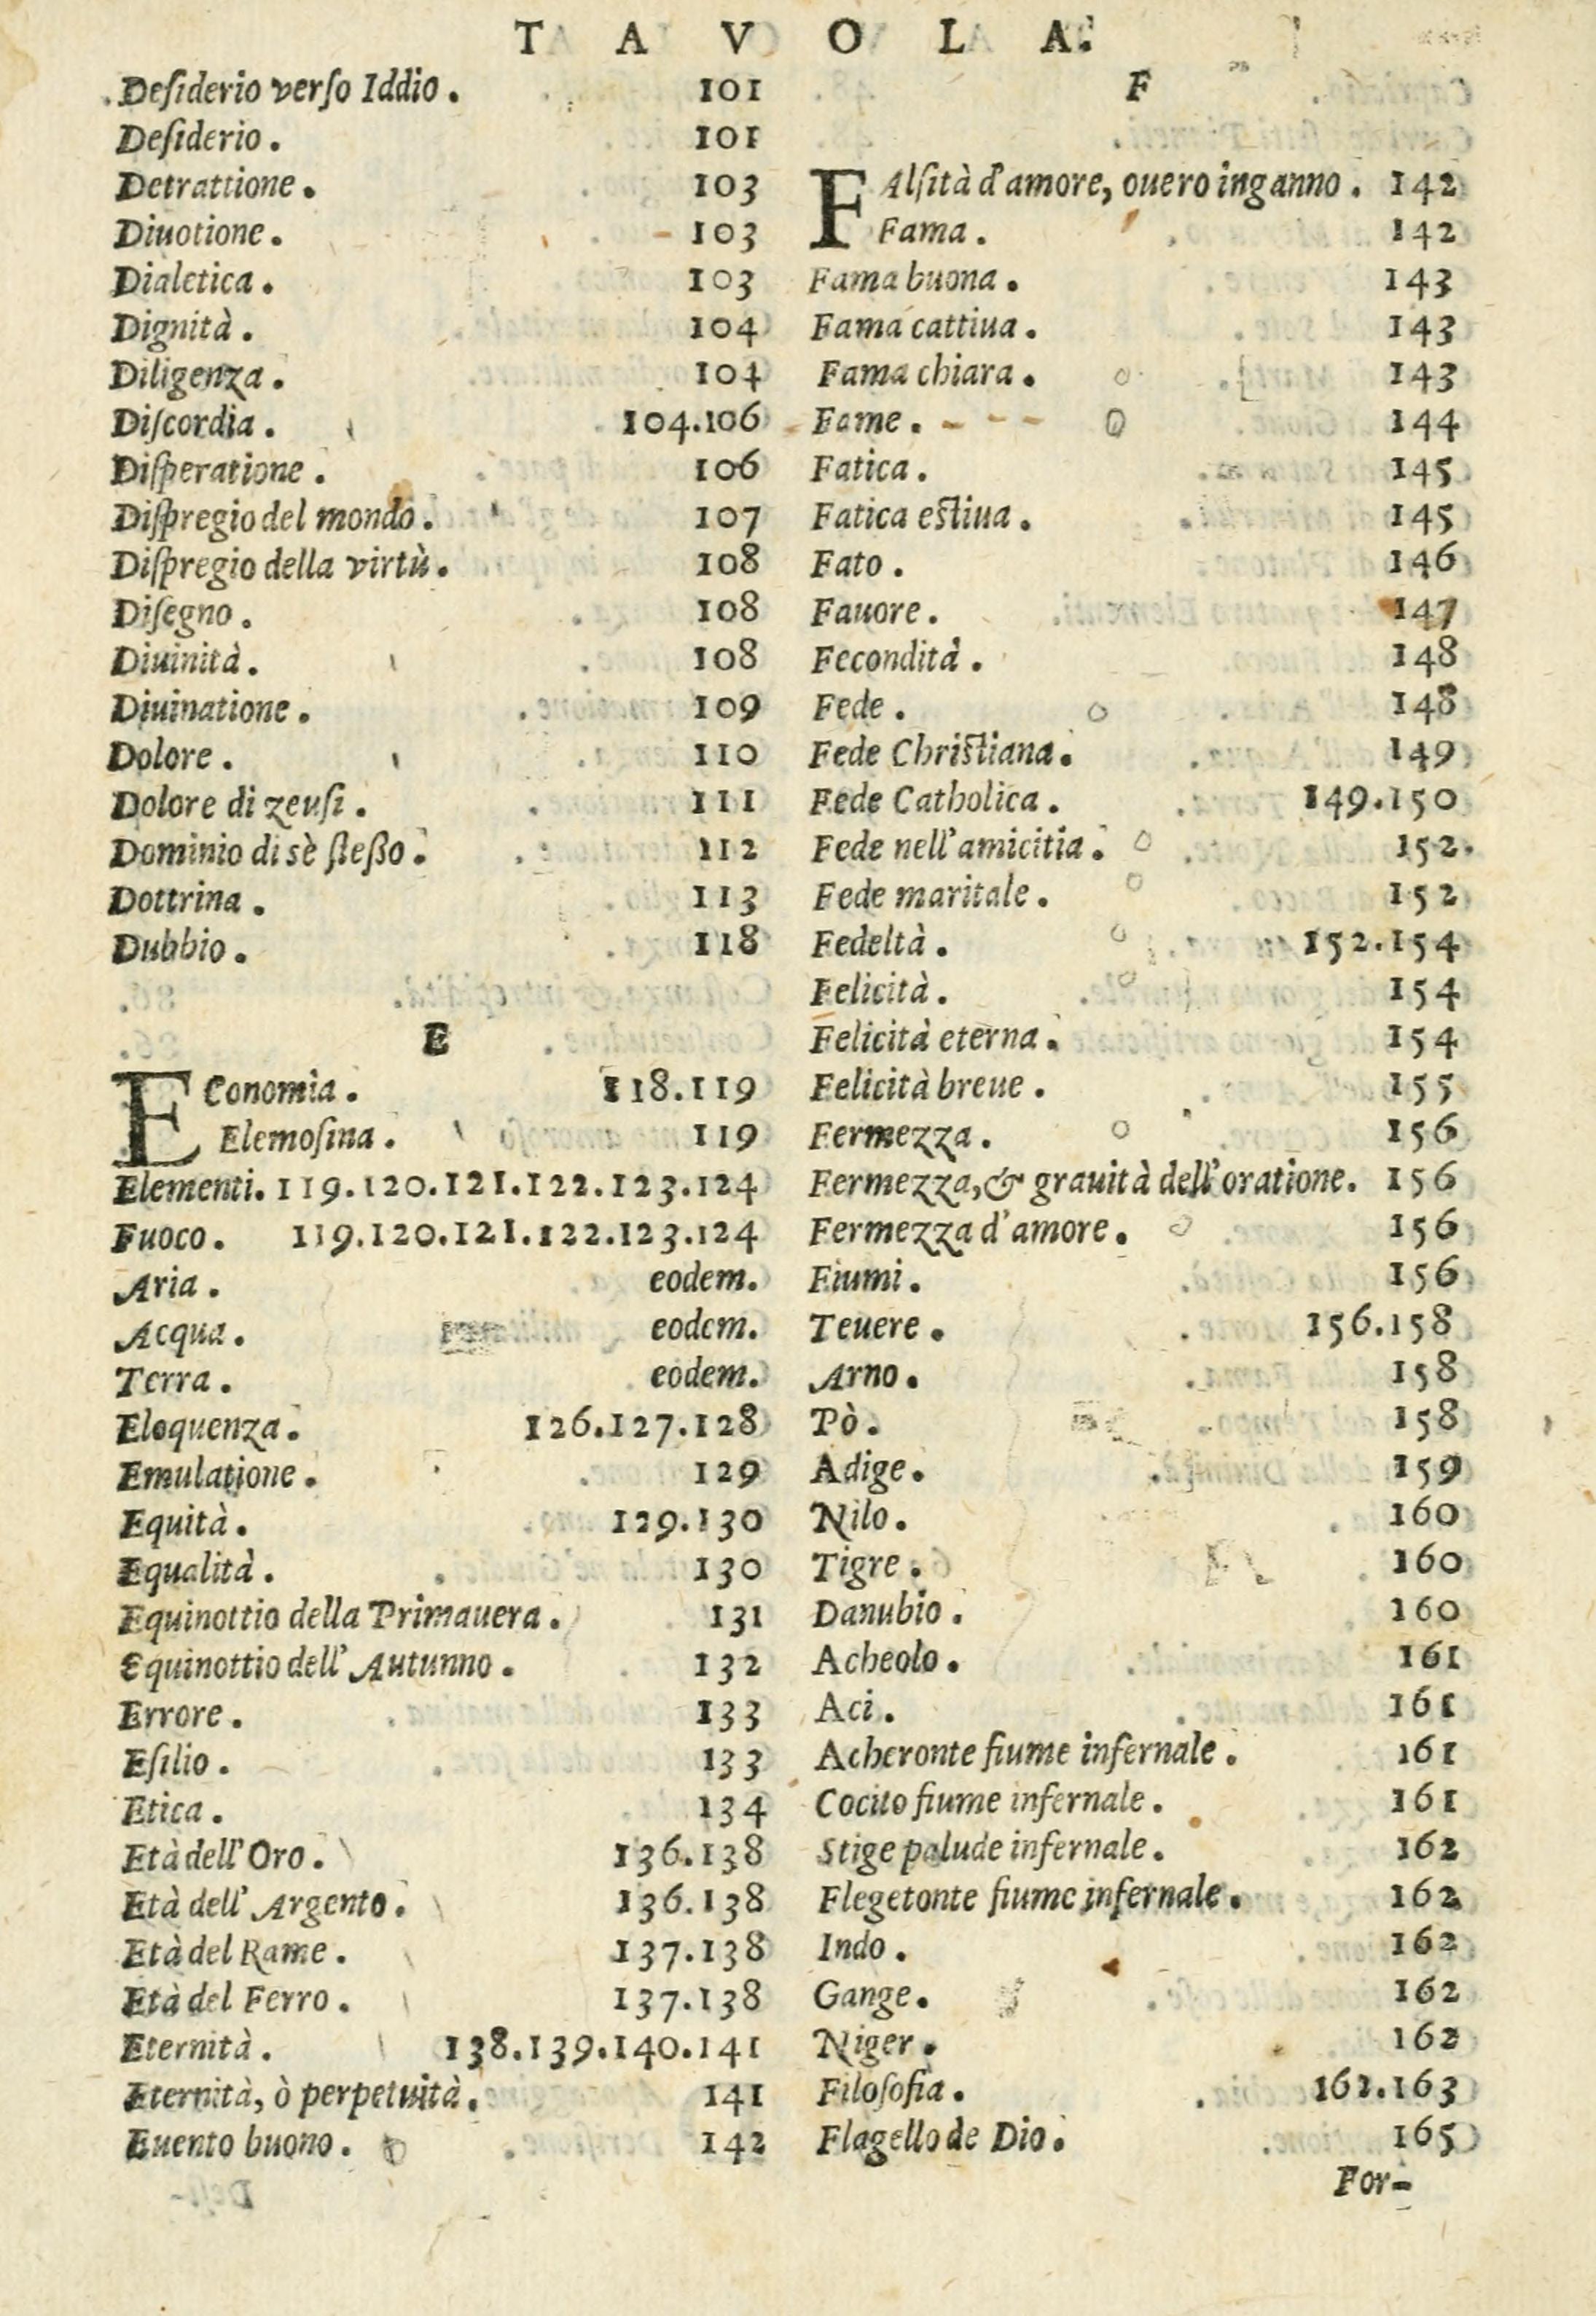 TAVOLA.
Desiderio verso Iddio. 101
Desiderio. 101
Detrattione. 103
Diuotione. 103
Dialetica. 103
Dignità. 104
Diligenza. 104
Discordia. 104.106
Disperatione. 106
Dispregio del mondo. 107
Dispregio della virtù. 108
Disegno. 108
Diuinità. 108
Diuinatione. 109
Dolore. 110
Dolore di zeusi. 111
Dominio di sè stesso. 112
Dottrina. 113
Dubbio. 118
E
EConomia. 118.119
Elemosina. 119
Elementi. 119.120.121.122.123.124
Fuoco. 119.120.121.122.123.124
Aria. eodem.
Acqua. eodem.
Terra. eodem.
Eloquenza. 126.127.128
Emulatione. 129
Equità. 129.130
Equalità. 130
Equinottio della Primauera. 131
Equinottio dell'Autunno. 132
Errore. 133
Esilio. 133
Etica. 134
Età dell'Oro. 136.138
Età dell'Argento. 136.138
Età del Rame. 137.138
Età del Ferro. 137.138
Eternità. 138.139.140.141
Eternità, ò perpetuità. 141
Euento buono. 142
F
FAlsità d'amore, ouero inganno. 142
Fama. 142
Fama buona. 143
Fama cattiua. 143
Fama chiara. 143
Fame. 144
Fatica. 145
Fatica estiua. 145
Fato. 146
Fauore. 147
Fecondità. 148
Fede. 148
Fede Christiana. 149
Fede Catholica. 149.150
Fede nell'amicitia. 152.
Fede maritale. 152
Fedeltà. 152.154
Felicità. 154
Felicità eterna. 154
Felicità breue. 155
Fermezza. 156
Fermezza, & grauità dell'oratione. 156
Fermezza d'amore. 156
Fiumi. 156
Teuere. 156.158
Arno. 158
Pò. 158
Adige. 159
Nilo. 160
Tigre. 160
Danubio. 160
Acheolo. 161
Aci. 161
Acheronte fiume infernale. 161
Cocito fiume infernale. 161
Stige palude infernale. 162
Flegetonte fiume infernale. 162
Indo. 162
Gange. 162
Niger. 162
Filosofia. 162.163
Flagello de Dio. 165
For-